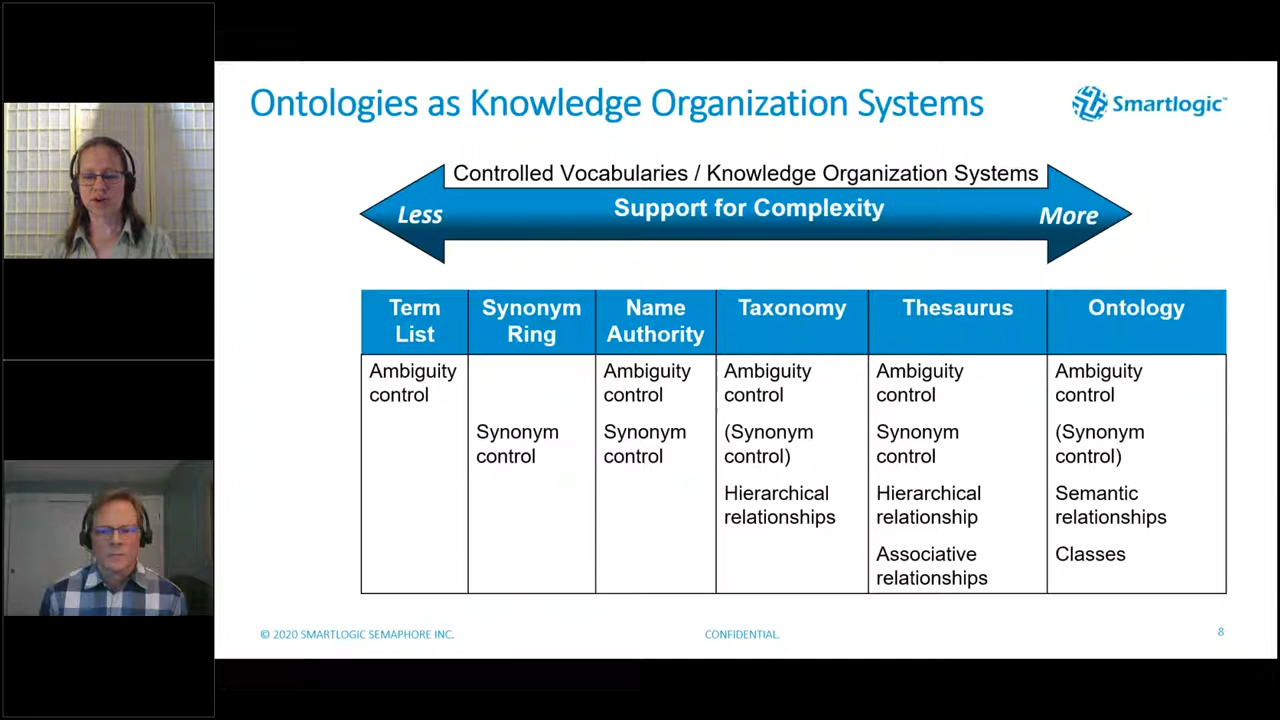 Ontologies as Knowledge Organization Systems
Smartlogic™
Controlled Vocabularies / Knowledge Organization Systems
Less
Support for Complexity
More
Term
List
Synonym
Ring
Name
Authority
Taxonomy
Thesaurus
Ontology
Ambiguity
control
Synonym
control
Ambiguity
control
Synonym
control
Ambiguity
control
(Synonym
control)
Hierarchical
relationships
Ambiguity
control
Synonym
control
Hierarchical
relationship
Associative
relationships
Ambiguity
control
(Synonym
control)
Semantic
relationships
Classes
© 2020 SMARTLOGIC SEMAPHORE INC.
CONFIDENTIAL.
8